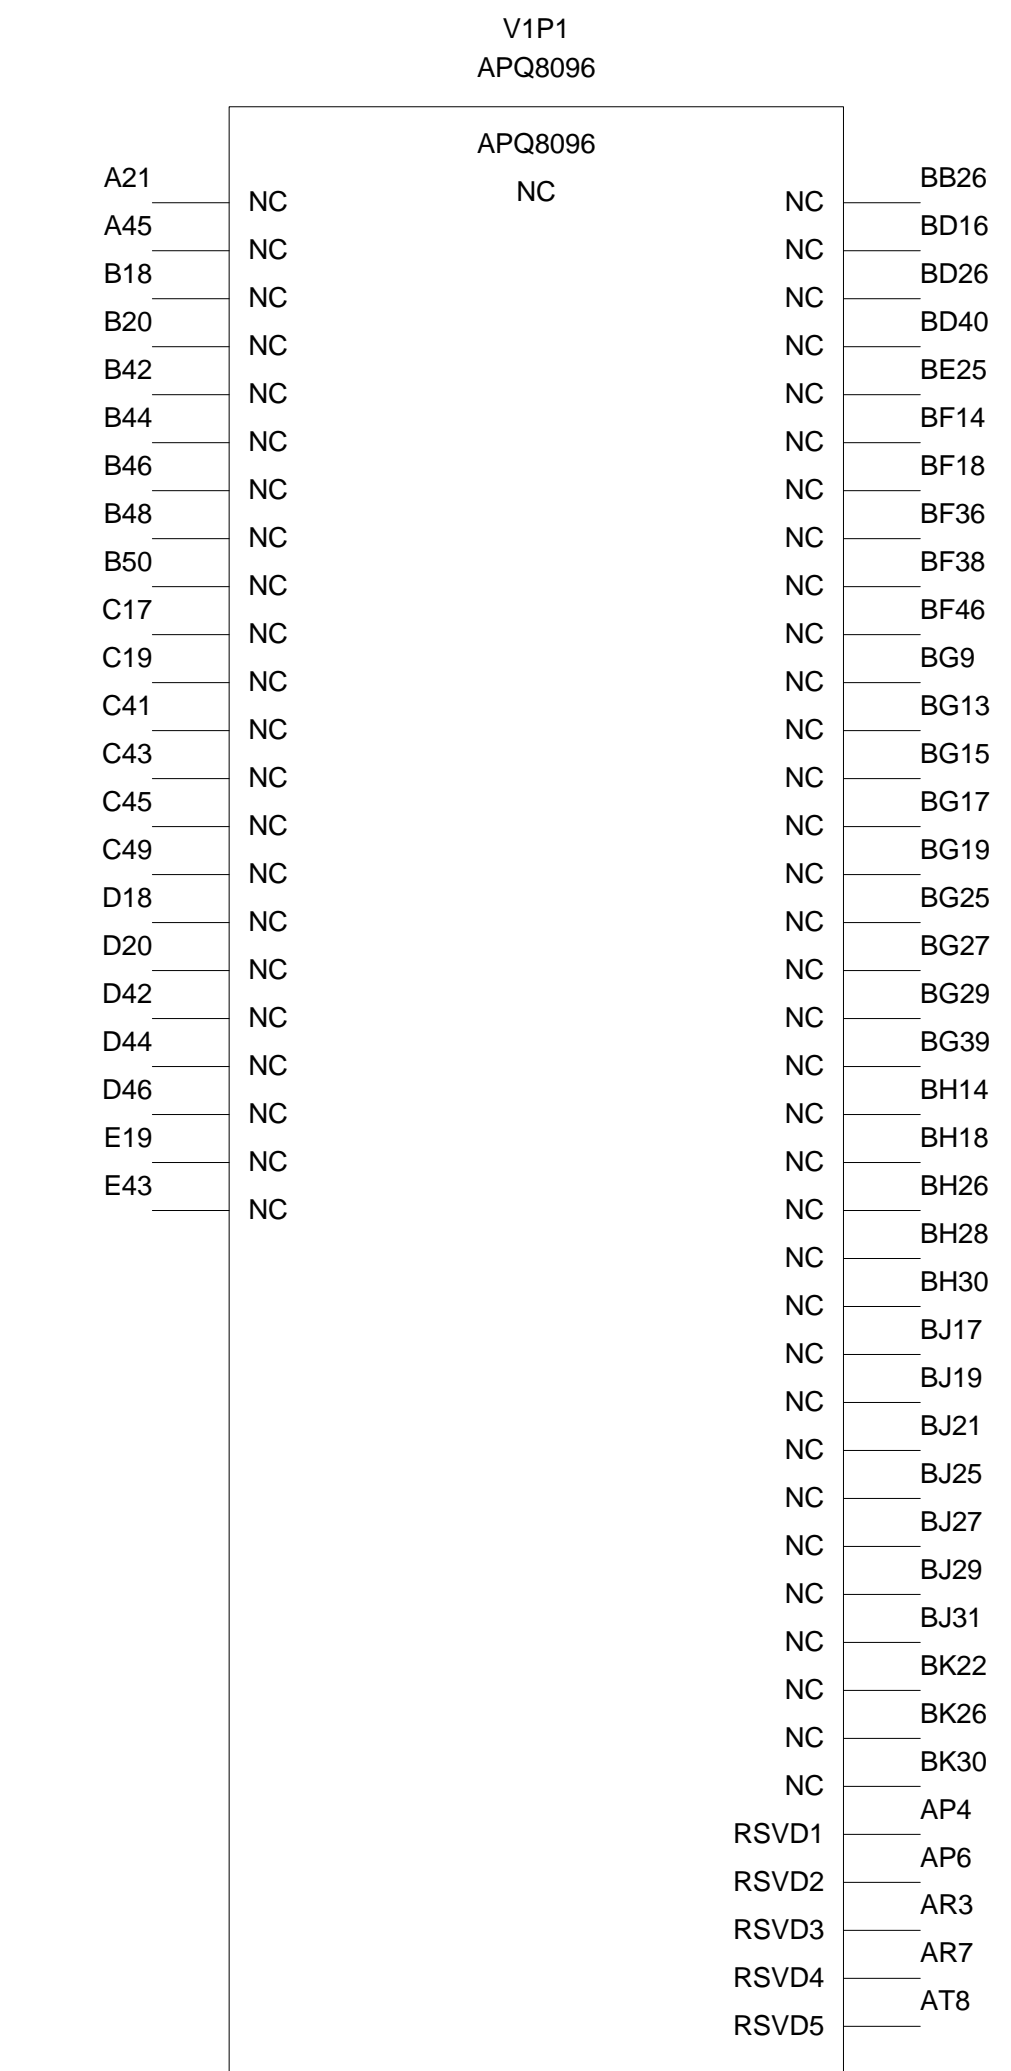 V1P1
APQ8096
APQ8096
NC
A21 NC NC BB26
A45 NC NC BD16
B18 NC NC BD26
B20 NC NC BD40
B42 NC NC BE25
B44 NC NC BF14
B46 NC NC BF18
B48 NC NC BF36
B50 NC NC BF38
C17 NC NC BF46
C19 NC NC BG9
C41 NC NC BG13
C43 NC NC BG15
C45 NC NC BG17
C49 NC NC BG19
D18 NC NC BG25
D20 NC NC BG27
D42 NC NC BG29
D44 NC NC BG39
D46 NC NC BH14
E19 NC NC BH18
E43 NC NC BH26
NC BH28
NC BH30
NC BJ17
NC BJ19
NC BJ21
NC BJ25
NC BJ27
NC BJ29
NC BJ31
NC BK22
NC BK26
NC BK30
RSVD1 AP4
RSVD2 AP6
RSVD3 AR3
RSVD4 AR7
RSVD5 AT8